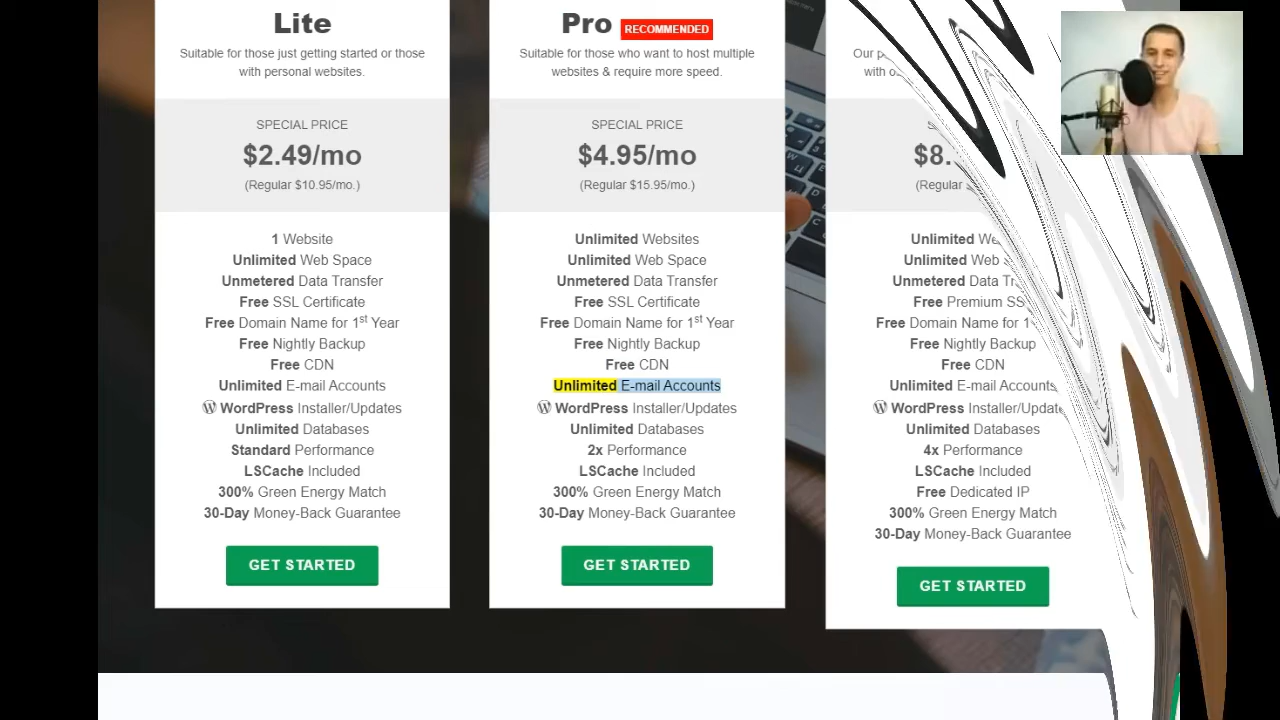 Lite
Suitable for those just getting started or those
with personal websites.
SPECIAL PRICE
$2.49/mo
(Regular $10.95/mo.)
1 Website
Unlimited Web Space
Unmetered Data Transfer
Free SSL Certificate
Free Domain Name for 1st Year
Free Nightly Backup
Free CDN
Unlimited E-mail Accounts
WordPress Installer/Updates
Unlimited Databases
Standard Performance
LSCache Included
300% Green Energy Match
30-Day Money-Back Guarantee
GET STARTED
Pro RECOMMENDED
Suitable for those who want to host multiple
websites & require more speed.
SPECIAL PRICE
$4.95/mo
(Regular $15.95/mo.)
Unlimited Websites
Unlimited Web Space
Unmetered Data Transfer
Free SSL Certificate
Free Domain Name for 1st Year
Free Nightly Backup
Free CDN
Unlimited E-mail Accounts
WordPress Installer/Updates
Unlimited Databases
2x Performance
LSCache Included
300% Green Energy Match
30-Day Money-Back Guarantee
GET STARTED
Our
with
$8.
(Regular
Unlimited
Unlimited Web
Unmetered Data
Free Premium
Free Domain Name for
Free Nightly Backup
Free CDN
Unlimited E-mail Accounts
WordPress
Unlimited Databases
4x Performance
LSCache Included
Free Dedicated IP
300% Green Energy Match
30-Day Money-Back Guarantee
GET STARTED